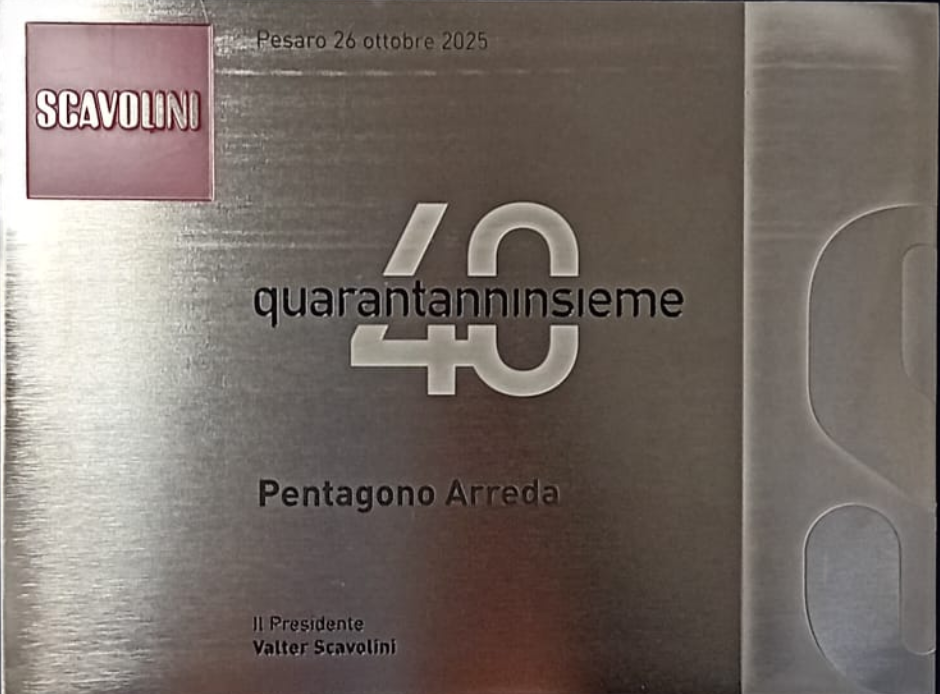 SCAVOLINI
Pesaro 26 ottobre 2025
40
quarantanninsieme
Pentagono Arreda
Il Presidente
Valter Scavolini